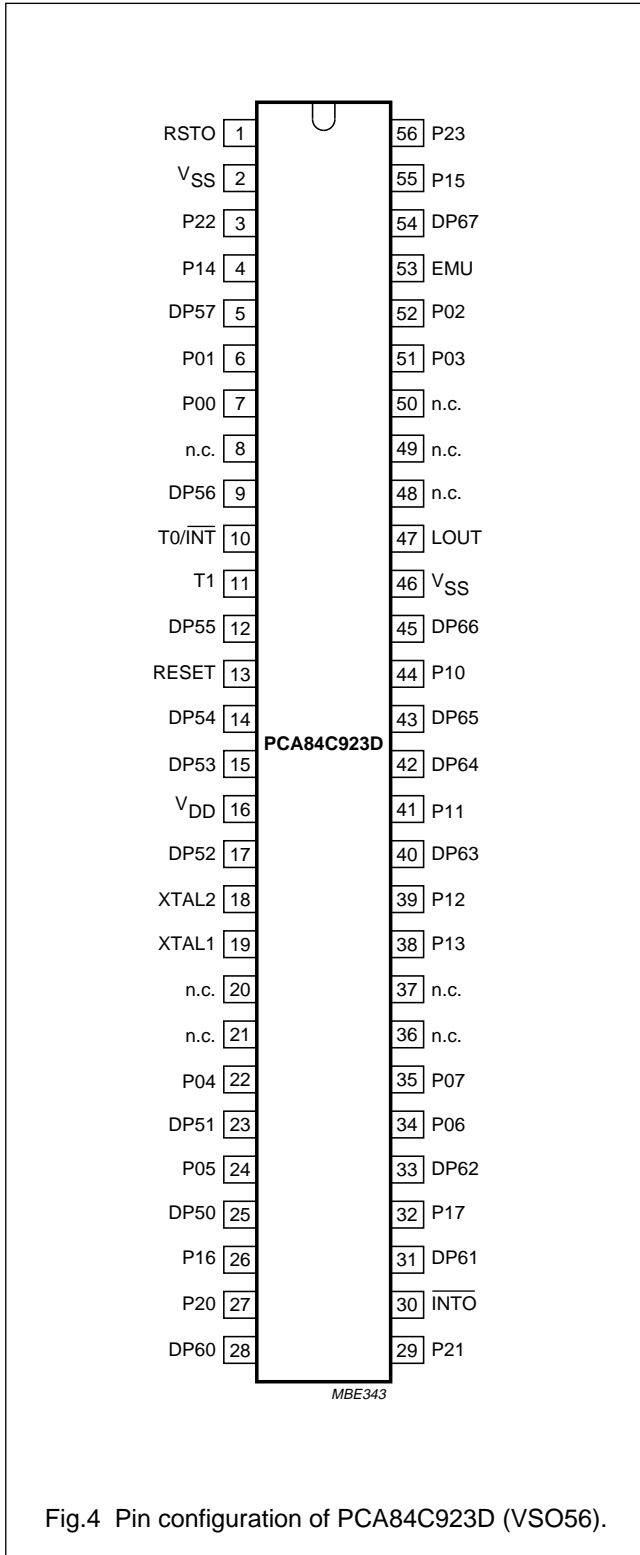 RSTO 1 56 P23
VSS 2 55 P15
P22 3 54 DP67
P14 4 53 EMU
DP57 5 52 P02
P01 6 51 P03
P00 7 50 n.c.
n.c. 8 49 n.c.
DP56 9 48 n.c.
T0/INT 10 47 LOUT
T1 11 46 VSS
DP55 12 45 DP66
RESET 13 44 P10
DP54 14 43 DP65
PCA84C923D
DP53 15 42 DP64
VDD 16 41 P11
DP52 17 40 DP63
XTAL2 18 39 P12
XTAL1 19 38 P13
n.c. 20 37 n.c.
n.c. 21 36 n.c.
P04 22 35 P07
DP51 23 34 P06
P05 24 33 DP62
DP50 25 32 P17
P16 26 31 DP61
P20 27 30 INTO
DP60 28 29 P21
MBE343
Fig.4 Pin configuration of PCA84C923D (VSO56).